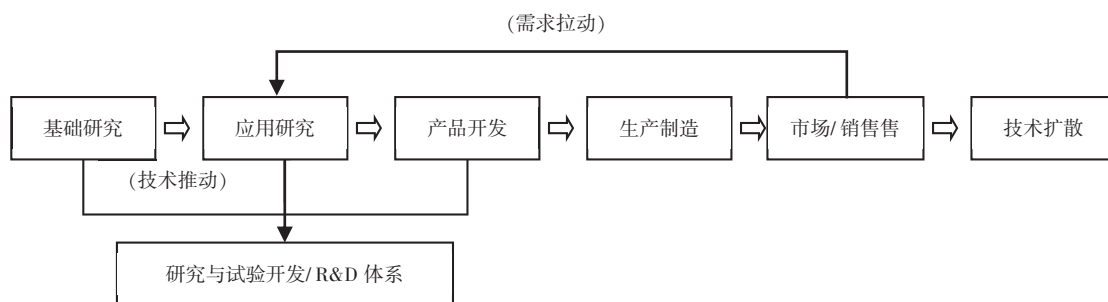 (需求拉动)
基础研究 应用研究 产品开发 生产制造 市场/销售售 技术扩散
(技术推动)
研究与试验开发/R&D 体系